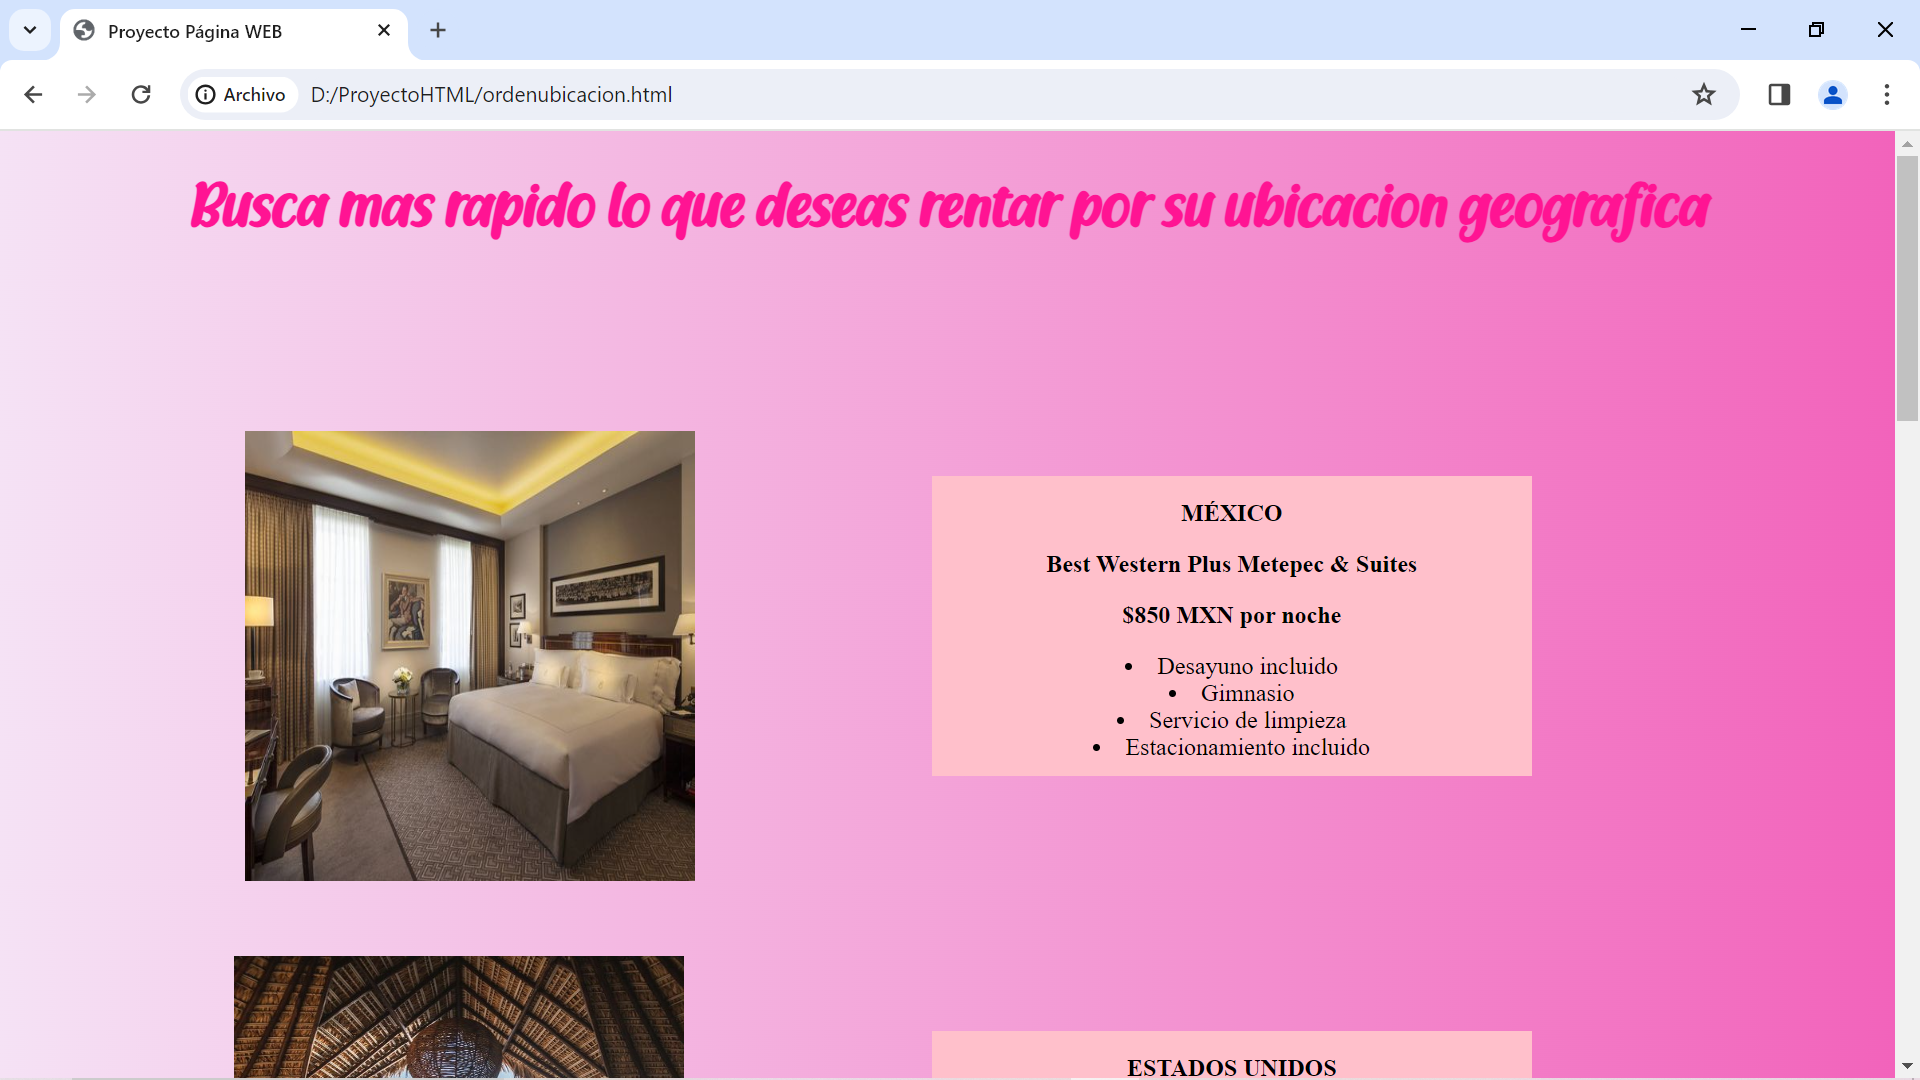 Proyecto Página WEB
Archivo
D:/ProyectoHTML/ordenubicacion.html
Busca mas rapido lo que deseas rentar por su ubicacion geografica
MÉXICO
Best Western Plus Metepec & Suites
$850 MXN por noche
• Desayuno incluido
• Gimnasio
• Servicio de limpieza
• Estacionamiento incluido
ESTADOS UNIDOS